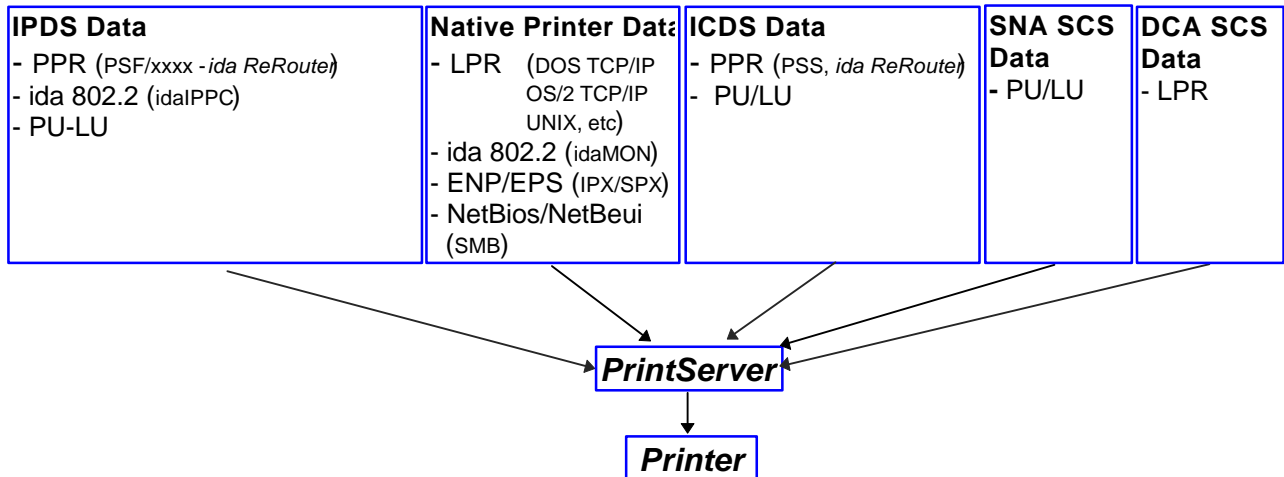 IPDS Data
- PPR (PSF/xxxx - ida ReRouter)
- ida 802.2 (idaIPPC)
- PU-LU
Native Printer Data
- LPR (DOS TCP/IP
OS/2 TCP/IP
UNIX, etc)
- ida 802.2 (idaMON)
- ENP/EPS (IPX/SPX)
- NetBios/NetBeui
(SMB)
ICDS Data
- PPR (PSS, ida ReRouter)
- PU/LU
SNA SCS
Data
- PU/LU
DCA SCS
Data
- LPR
PrintServer
Printer